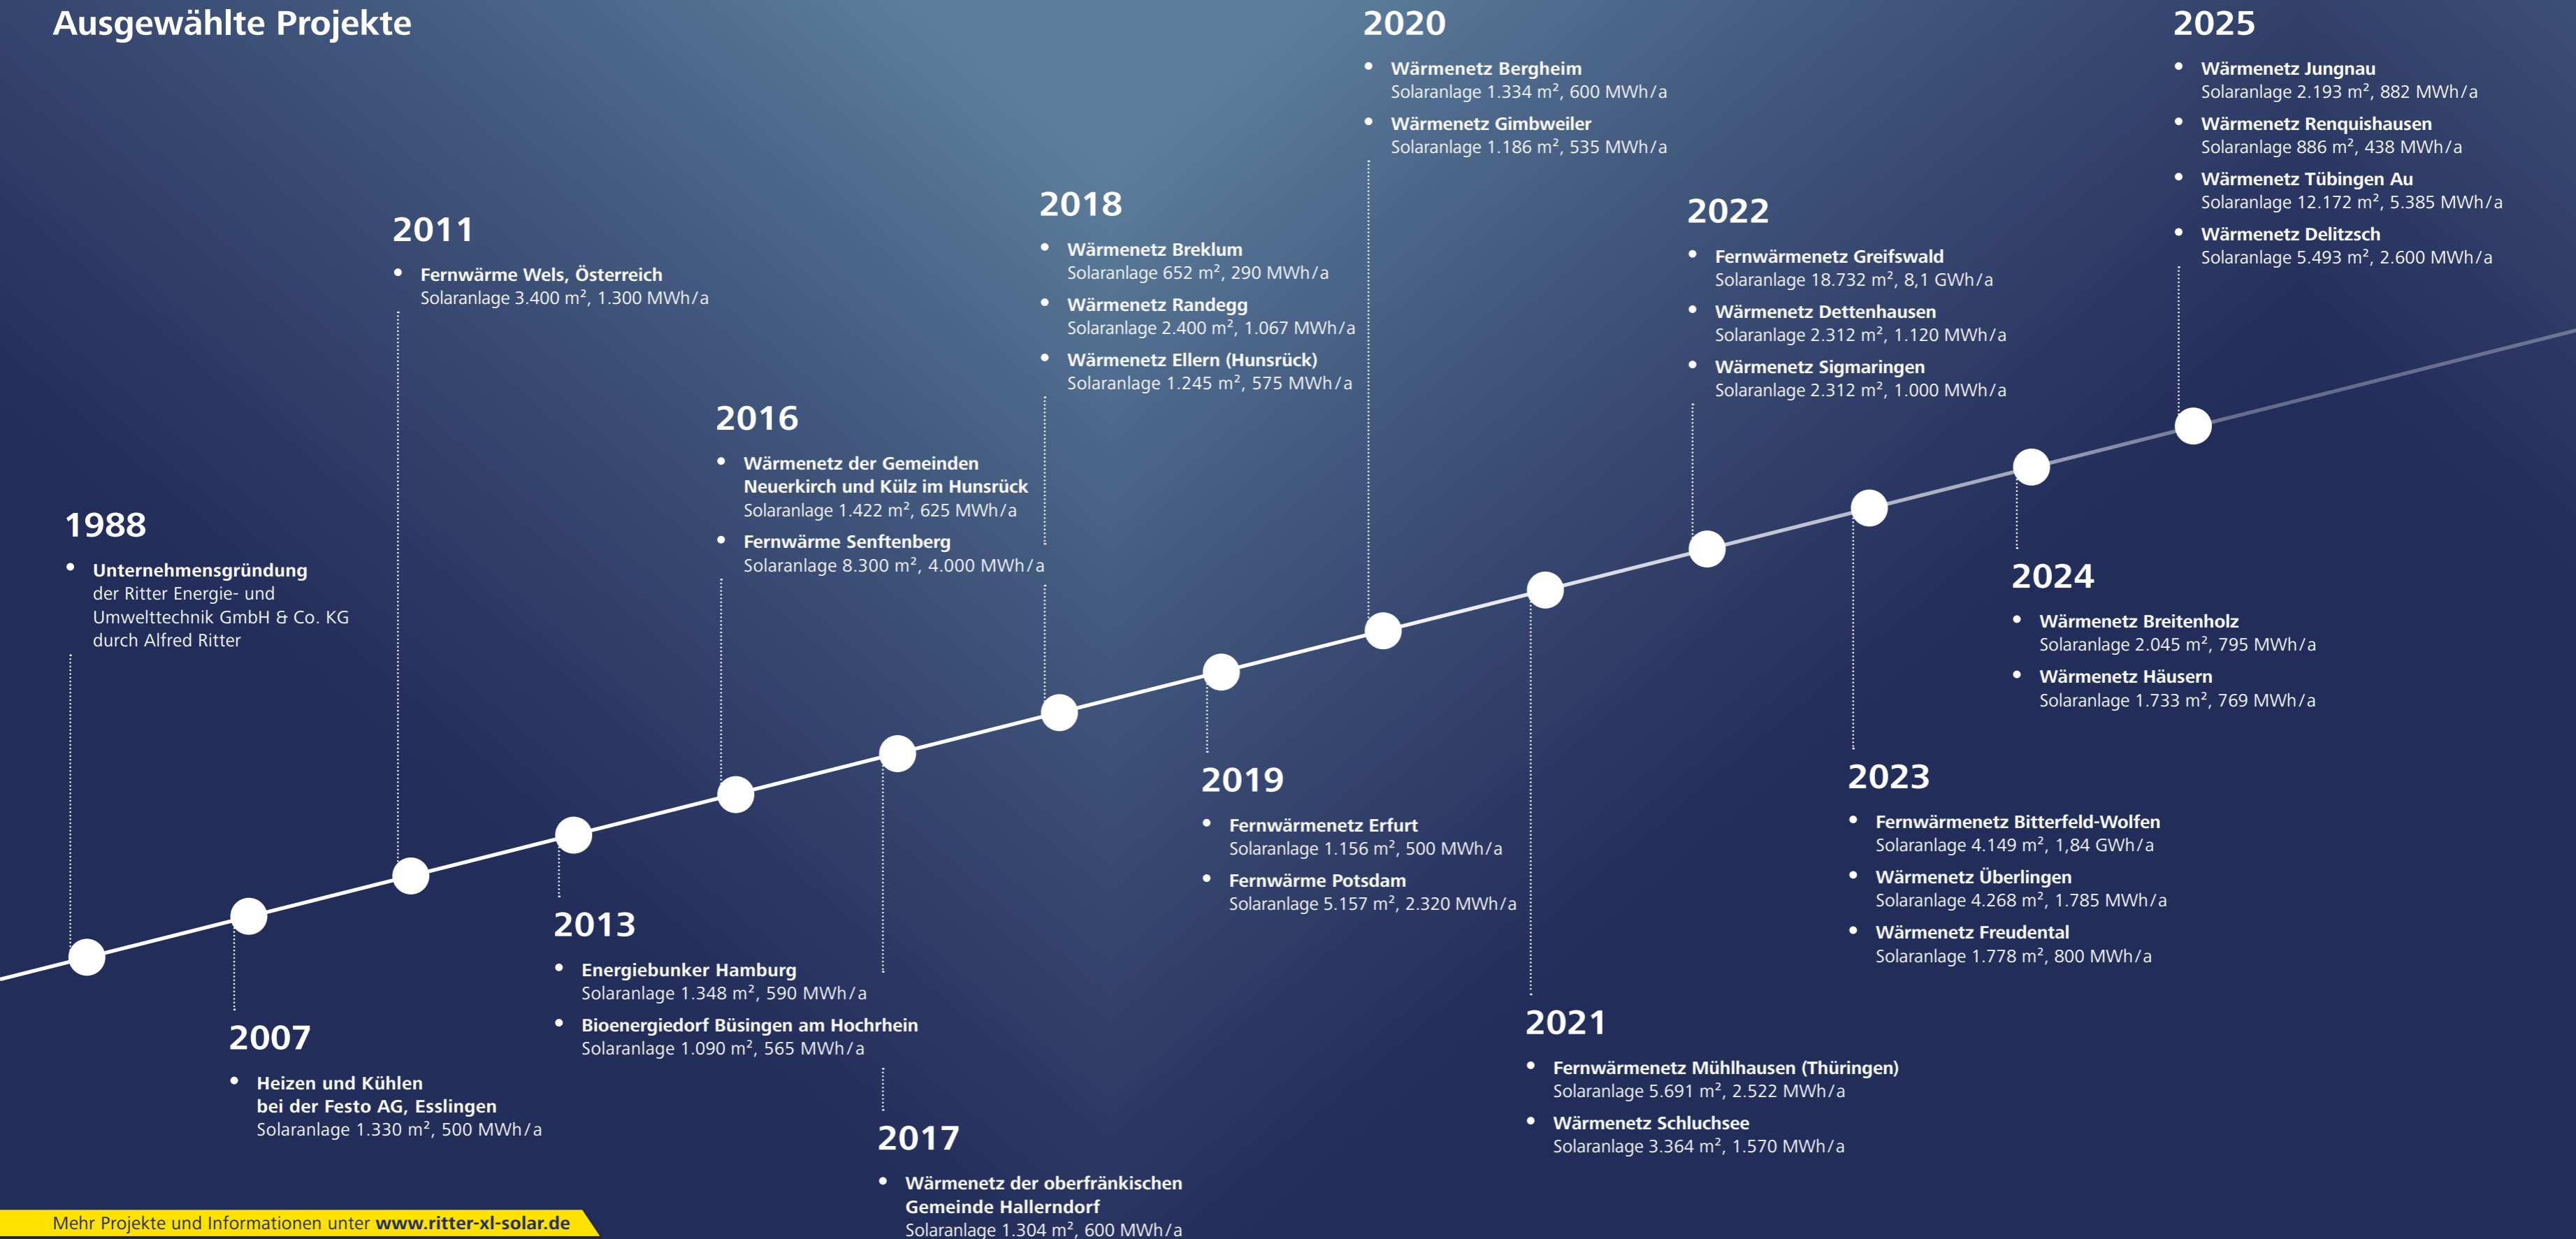 Ausgewählte Projekte
1988
• Unternehmensgründung
der Ritter Energie- und
Umwelttechnik GmbH & Co. KG
durch Alfred Ritter
2007
• Heizen und Kühlen
bei der Festo AG, Esslingen
Solaranlage 1.330 m², 500 MWh/a
2011
• Fernwärme Wels, Österreich
Solaranlage 3.400 m², 1.300 MWh/a
2013
• Energiebunker Hamburg
Solaranlage 1.348 m², 590 MWh/a
• Bioenergiedorf Büsingen am Hochrhein
Solaranlage 1.090 m², 565 MWh/a
2016
• Wärmenetz der Gemeinden
Neuerkirch und Külz im Hunsrück
Solaranlage 1.422 m², 625 MWh/a
• Fernwärme Senftenberg
Solaranlage 8.300 m², 4.000 MWh/a
2017
• Wärmenetz der oberfränkischen
Gemeinde Hallerndorf
Solaranlage 1.304 m², 600 MWh/a
2018
• Wärmenetz Breklum
Solaranlage 652 m², 290 MWh/a
• Wärmenetz Randegg
Solaranlage 2.400 m², 1.067 MWh/a
• Wärmenetz Ellern (Hunsrück)
Solaranlage 1.245 m², 575 MWh/a
2019
• Fernwärmenetz Erfurt
Solaranlage 1.156 m², 500 MWh/a
• Fernwärme Potsdam
Solaranlage 5.157 m², 2.320 MWh/a
2020
• Wärmenetz Bergheim
Solaranlage 1.334 m², 600 MWh/a
• Wärmenetz Gimbweiler
Solaranlage 1.186 m², 535 MWh/a
2021
• Fernwärmenetz Mühlhausen (Thüringen)
Solaranlage 5.691 m², 2.522 MWh/a
• Wärmenetz Schluchsee
Solaranlage 3.364 m², 1.570 MWh/a
2022
• Fernwärmenetz Greifswald
Solaranlage 18.732 m², 8,1 GWh/a
• Wärmenetz Dettenhausen
Solaranlage 2.312 m², 1.120 MWh/a
• Wärmenetz Sigmaringen
Solaranlage 2.312 m², 1.000 MWh/a
2023
• Fernwärmenetz Bitterfeld-Wolfen
Solaranlage 4.149 m², 1,84 GWh/a
• Wärmenetz Überlingen
Solaranlage 4.268 m², 1.785 MWh/a
• Wärmenetz Freudental
Solaranlage 1.778 m², 800 MWh/a
2024
• Wärmenetz Breitenholz
Solaranlage 2.045 m², 795 MWh/a
• Wärmenetz Häusern
Solaranlage 1.733 m², 769 MWh/a
2025
• Wärmenetz Jungnau
Solaranlage 2.193 m², 882 MWh/a
• Wärmenetz Renquishausen
Solaranlage 886 m², 438 MWh/a
• Wärmenetz Tübingen Au
Solaranlage 12.172 m², 5.385 MWh/a
• Wärmenetz Delitzsch
Solaranlage 5.493 m², 2.600 MWh/a
Mehr Projekte und Informationen unter www.ritter-xl-solar.de